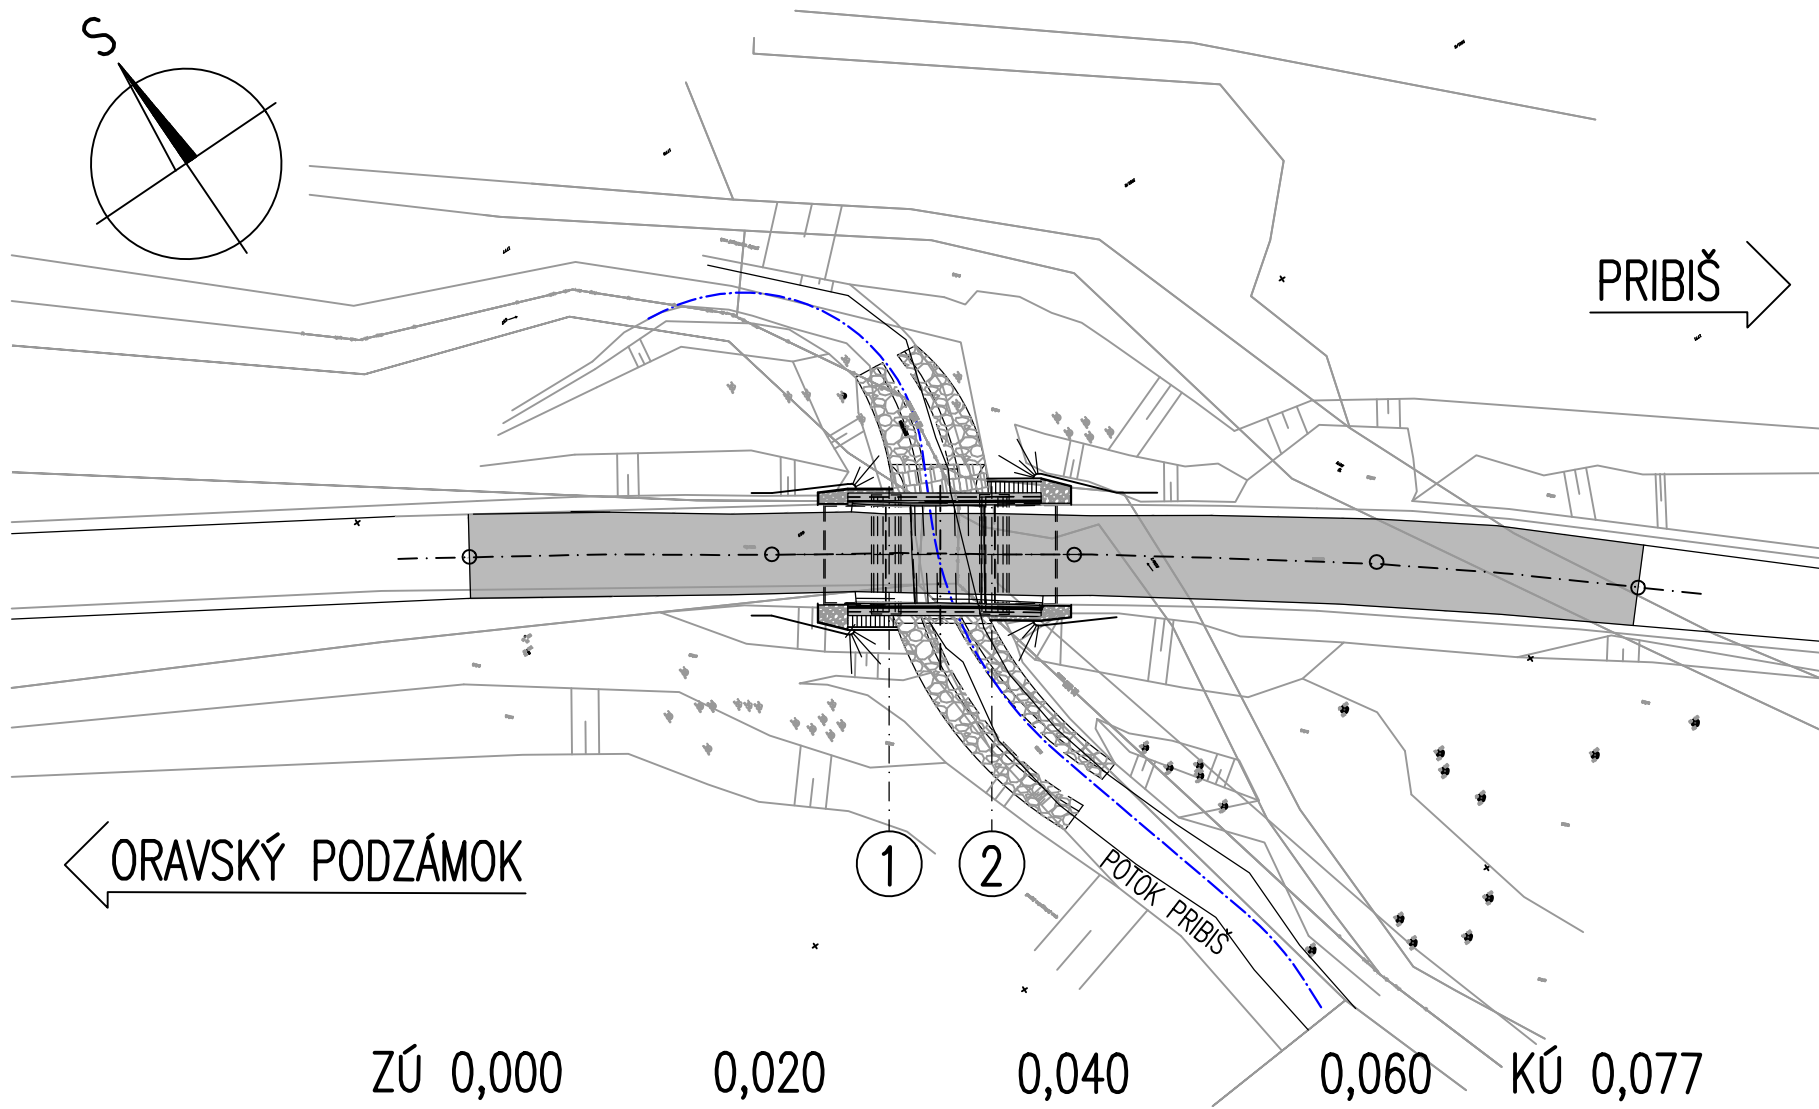 S
PRIBIŠ
ORAVSKÝ PODZÁMOK
1
2
POTOK PRIBIŠ
ZÚ 0,000 0,020 0,040 0,060 KÚ 0,077